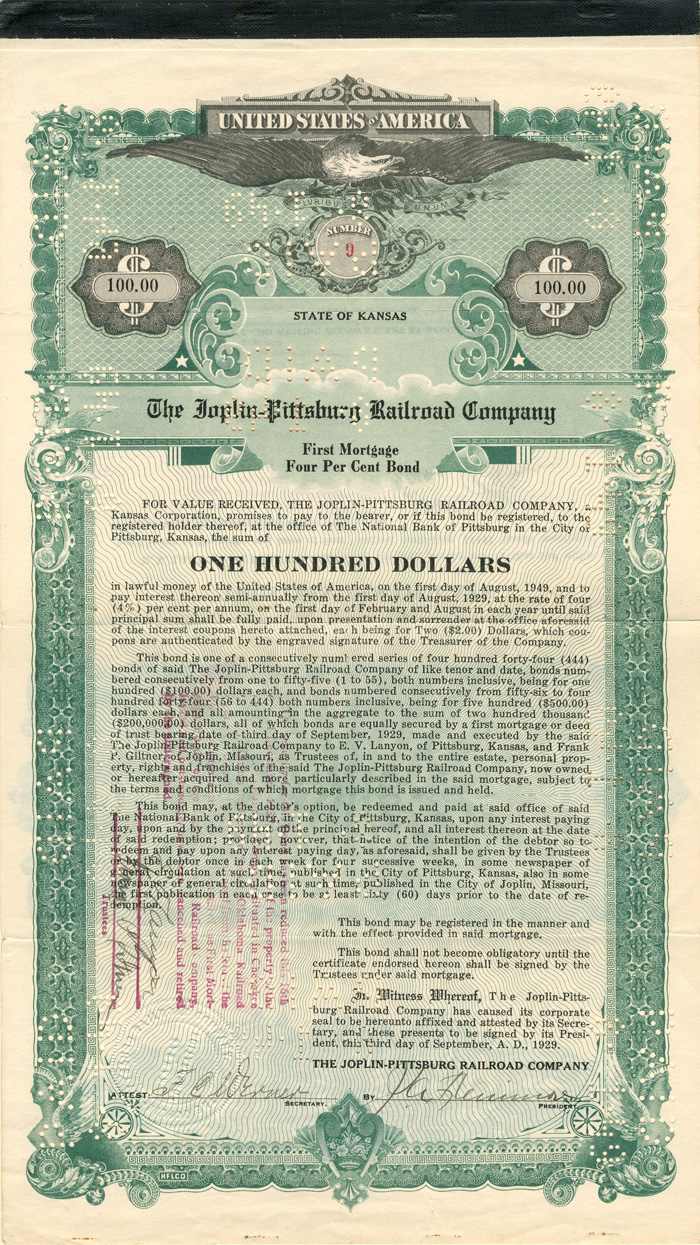 UNITED STATES OF AMERICA
PLURIBUS UNUM
NUMBER
9
$ 100.00
$ 100.00
STATE OF KANSAS
The Joplin-Pittsburg Railroad Company
First Mortgage
Four Per Cent Bond
FOR VALUE RECEIVED, THE JOPLIN-PITTSBURG RAILROAD COMPANY, a
Kansas Corporation, promises to pay to the bearer, or if this bond be registered, to the
registered holder thereof, at the office of The National Bank of Pittsburg in the City of
Pittsburg, Kansas, the sum of
ONE HUNDRED DOLLARS
in lawful money of the United States of America, on the first day of August, 1949, and to
pay interest thereon semi-annually from the first day of August, 1929, at the rate of four
(4%) per cent per annum, on the first day of February and August in each year until said
principal sum shall be fully paid, upon presentation and surrender at the office aforesaid
of the interest coupons hereto attached, each being for Two ($2.00) Dollars, which cou-
pons are authenticated by the engraved signature of the Treasurer of the Company.
This bond is one of a consecutively numbered series of four hundred forty-four (444)
bonds of said The Joplin-Pittsburg Railroad Company of like tenor and date, bonds num-
bered consecutively from one to fifty-five (1 to 55), both numbers inclusive, being for one
hundred ($100.00) dollars each, and bonds numbered consecutively from fifty-six to four
hundred forty-four (56 to 444) both numbers inclusive, being for five hundred ($500.00)
dollars each, and all amounting in the aggregate to the sum of two hundred thousand
($200,000.00) dollars, all of which bonds are equally secured by a first mortgage or deed
of trust bearing date of third day of September, 1929, made and executed by the said
The Joplin-Pittsburg Railroad Company to E. V. Lanyon, of Pittsburg, Kansas, and Frank
P. Giltner of Joplin, Missouri, as Trustees of, in and to the entire estate, personal prop-
erty, rights and franchises of the said The Joplin-Pittsburg Railroad Company, now owned
or hereafter acquired and more particularly described in the said mortgage, subject to
the terms and conditions of which mortgage this bond is issued and held.
This bond may, at the debtor's option, be redeemed and paid at said office of said
National Bank of Pittsburg, in the City of Pittsburg, Kansas, upon any interest paying
day, upon and by the payment of the principal hereof, and all interest thereon at the date
of said redemption; provided, however, that notice of the intention of the debtor so to
redeem and pay upon any interest paying day, as aforesaid, shall be given by the Trustees
the debtor once in each week for four successive weeks, in some newspaper of
general circulation at such time, published in the City of Pittsburg, Kansas, also in some
newspaper of general circulation at such time, published in the City of Joplin, Missouri,
the first publication in each case to be at least sixty (60) days prior to the date of re-
demption.
This bond may be registered in the manner and
with the effect provided in said mortgage.
This bond shall not become obligatory until the
certificate endorsed hereon shall be signed by the
Trustees under said mortgage.
In Witness Whereof, The Joplin-Pitts-
burg Railroad Company has caused its corporate
seal to be hereunto affixed and attested by its Secre-
tary, and these presents to be signed by its Presi-
dent, this third day of September, A. D., 1929.
THE JOPLIN-PITTSBURG RAILROAD COMPANY
ATTEST:
SECRETARY.
BY
PRESIDENT.
Trustees
HFLCO